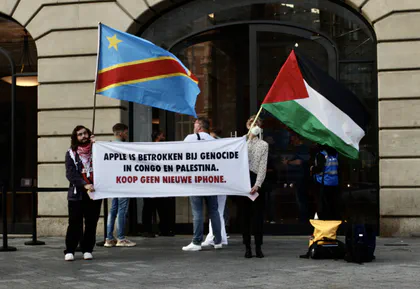 APPLE IS BETROKKEN BIJ GENOCIDE
IN CONGO EN PALESTINA.
KOOP GEEN NIEUWE IPHONE.